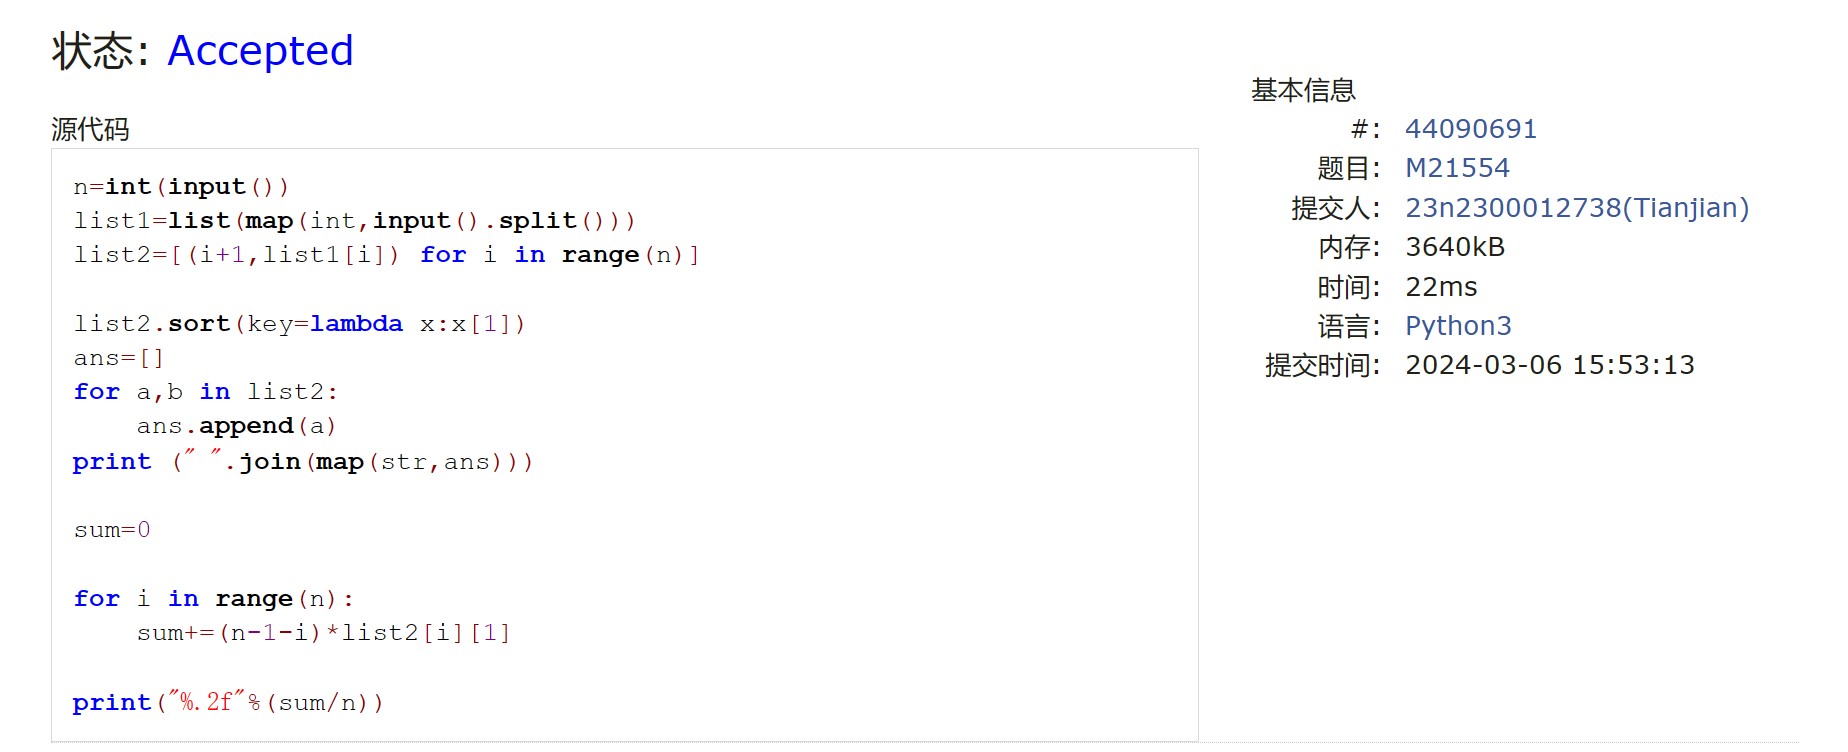 状态: Accepted
源代码
n=int(input())
list1=list(map(int,input().split()))
list2=[(i+1,list1[i]) for i in range(n)]
list2.sort(key=lambda x:x[1])
ans=[]
for a,b in list2:
    ans.append(a)
print (" ".join(map(str,ans)))
sum=0
for i in range(n):
    sum+=(n-1-i)*list2[i][1]
print("%.2f"%(sum/n))
基本信息
#: 44090691
题目: M21554
提交人: 23n2300012738(Tianjian)
内存: 3640kB
时间: 22ms
语言: Python3
提交时间: 2024-03-06 15:53:13